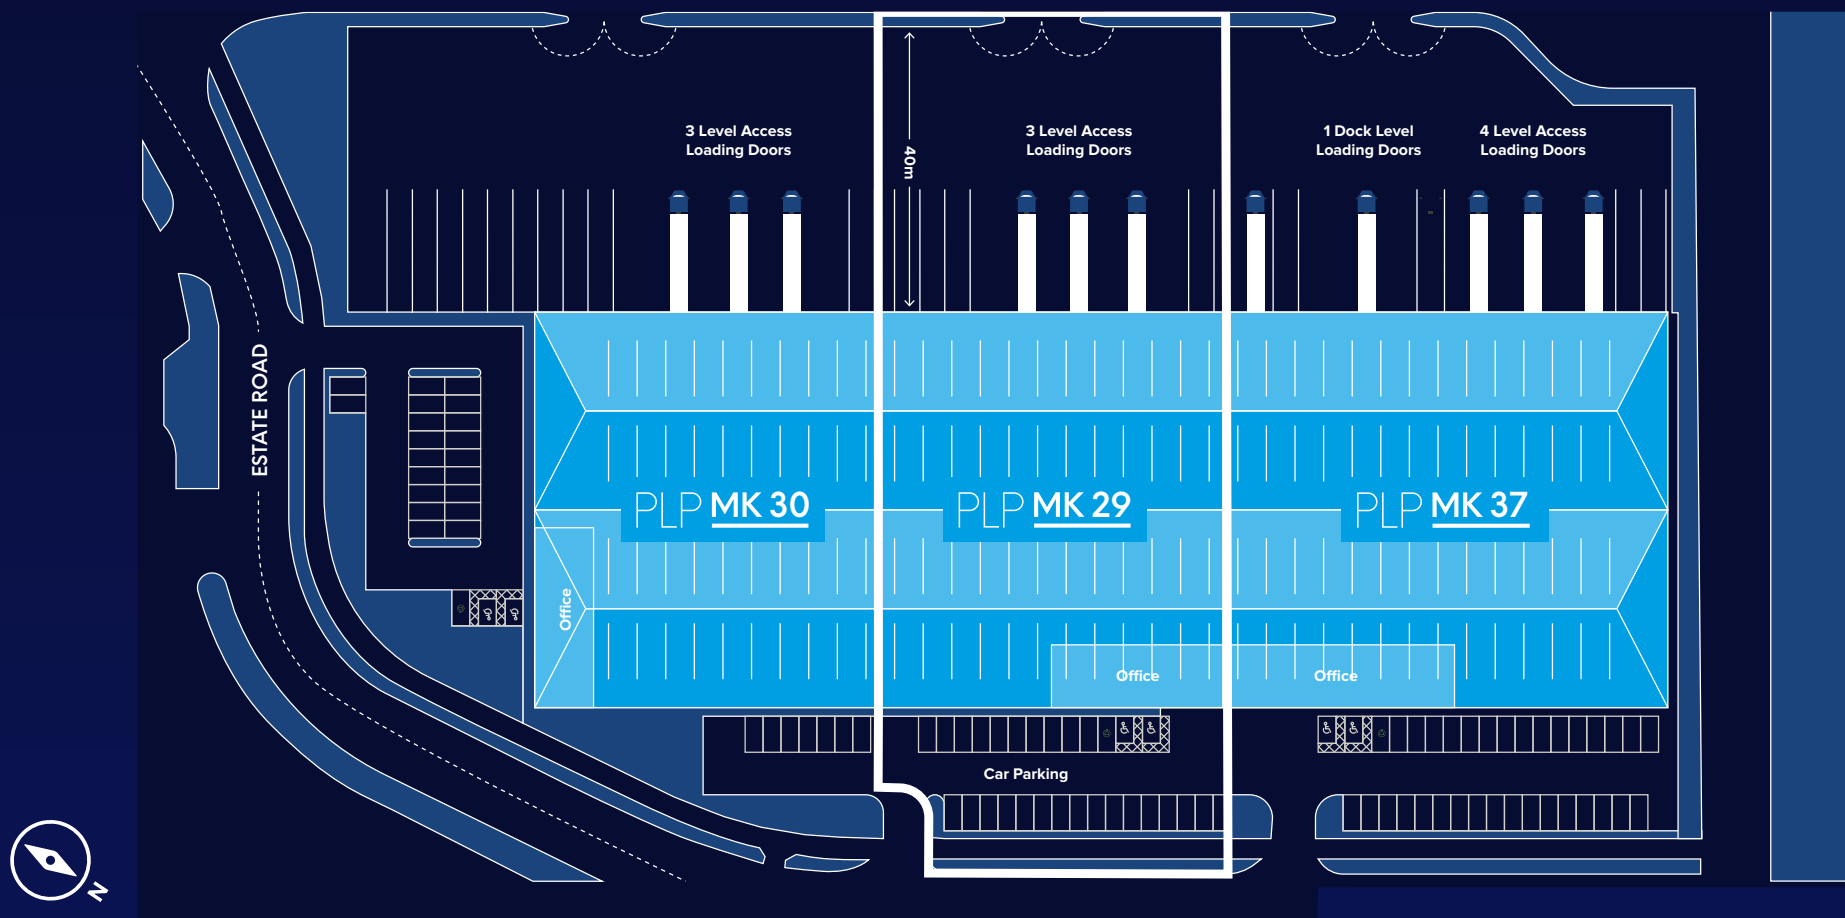 3 Level Access
Loading Doors
3 Level Access
Loading Doors
1 Dock Level
Loading Doors
4 Level Access
Loading Doors
40m
ESTATE ROAD
PLP MK 30
PLP MK 29
PLP MK 37
Office
Office
Office
Car Parking
N